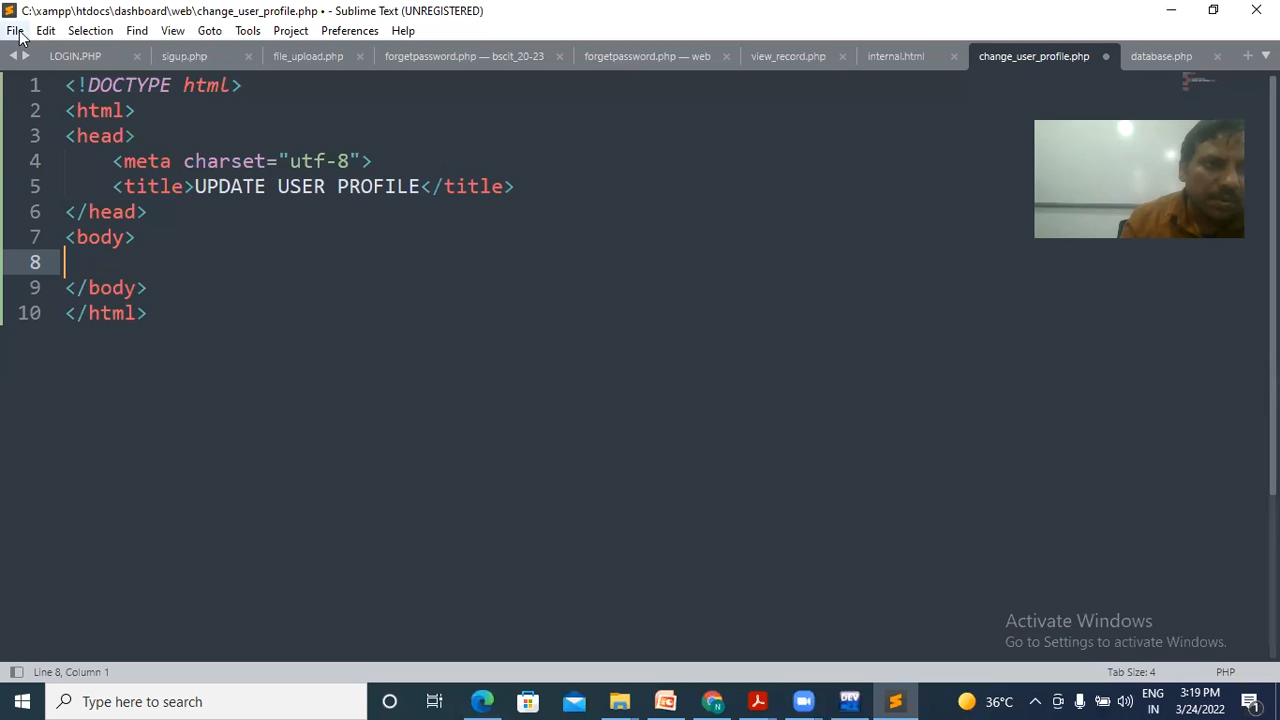 C:\xampp\htdocs\dashboard\web\change_user_profile.php • - Sublime Text (UNREGISTERED)
File Edit Selection Find View Goto Tools Project Preferences Help
LOGIN.PHP sigup.php file_upload.php forgetpassword.php — bscit_20-23 forgetpassword.php — web view_record.php internal.html change_user_profile.php database.php
1 <!DOCTYPE html>
2 <html>
3 <head>
4 <meta charset="utf-8">
5 <title>UPDATE USER PROFILE</title>
6 </head>
7 <body>
8
9 </body>
10 </html>
Activate Windows
Go to Settings to activate Windows.
Line 8, Column 1 Tab Size: 4 PHP
Type here to search DEV 36°C ENG 3:19 PM
IN 3/24/2022 1